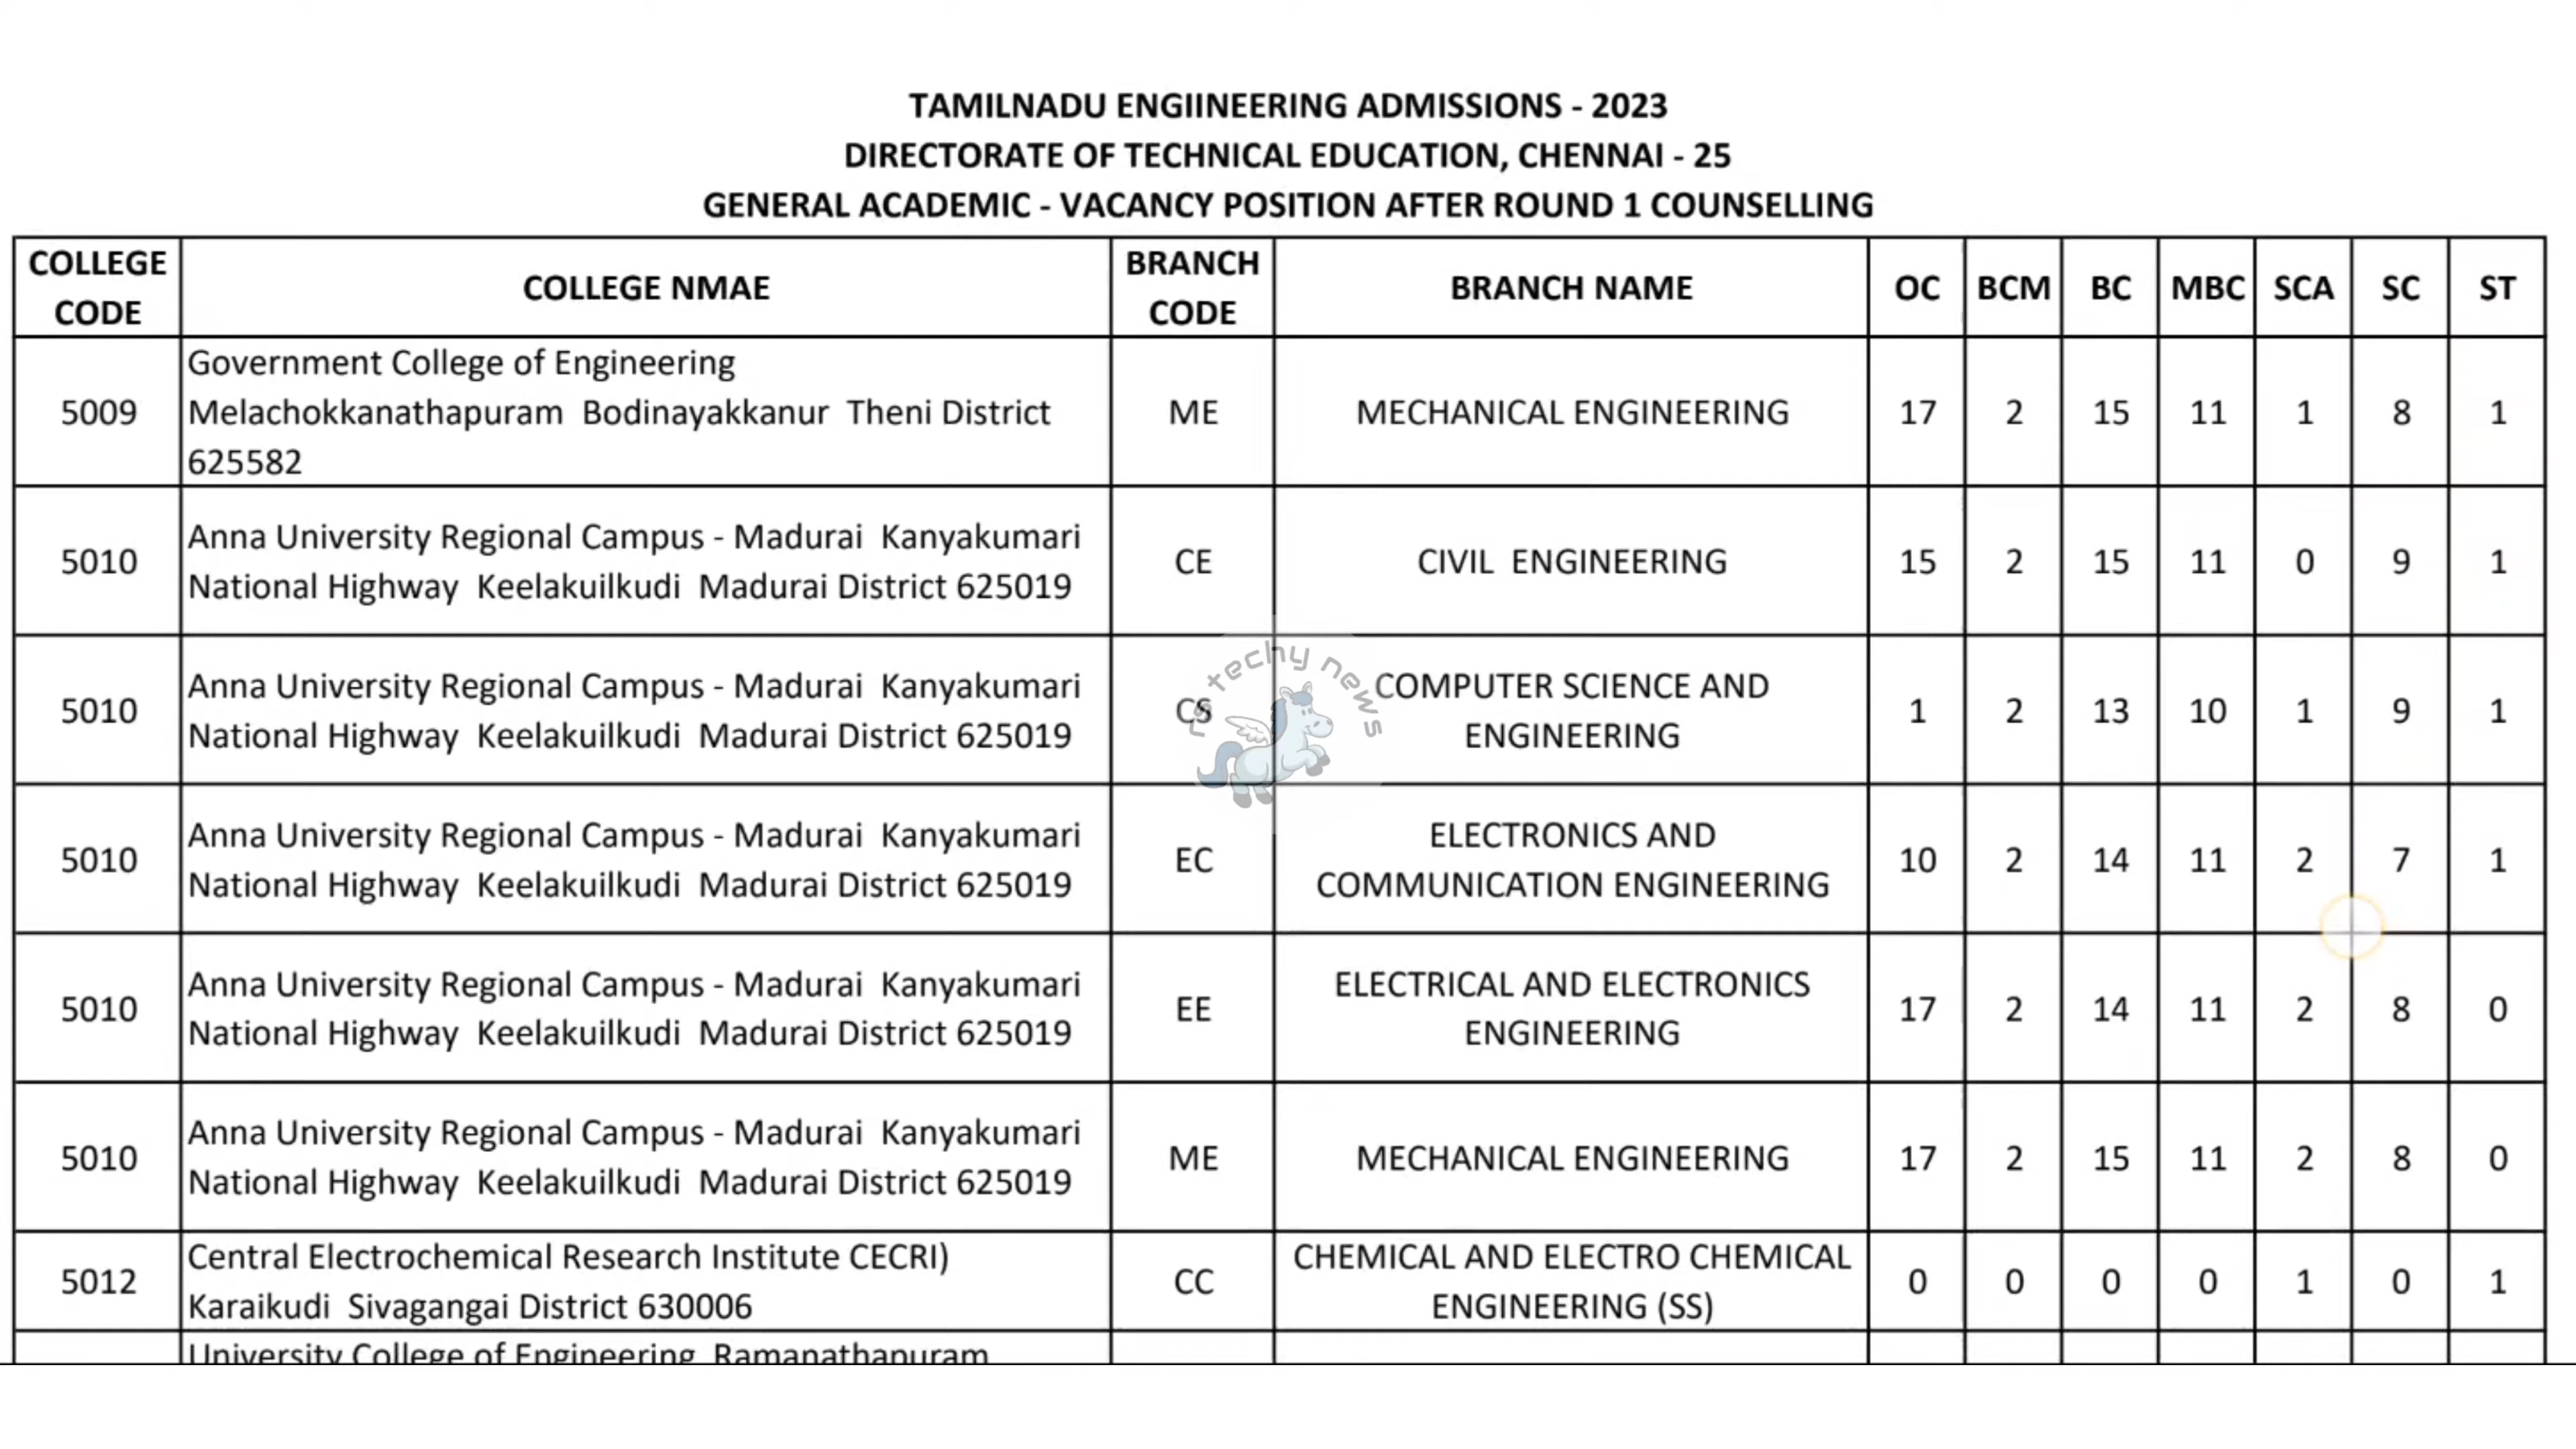 TAMILNADU ENGIINEERING ADMISSIONS - 2023
DIRECTORATE OF TECHNICAL EDUCATION, CHENNAI - 25
GENERAL ACADEMIC - VACANCY POSITION AFTER ROUND 1 COUNSELLING
COLLEGE CODE COLLEGE NMAE BRANCH CODE BRANCH NAME OC BCM BC MBC SCA SC ST
Government College of Engineering
5009 Melachokkanathapuram Bodinayakkanur Theni District ME MECHANICAL ENGINEERING 17 2 15 11 1 8 1
625582
Anna University Regional Campus - Madurai Kanyakumari
5010 CE CIVIL ENGINEERING 15 2 15 11 0 9 1
National Highway Keelakuilkudi Madurai District 625019
techy news
Anna University Regional Campus - Madurai Kanyakumari COMPUTER SCIENCE AND
5010 CS 1 2 13 10 1 9 1
National Highway Keelakuilkudi Madurai District 625019 ENGINEERING
Anna University Regional Campus - Madurai Kanyakumari ELECTRONICS AND
5010 EC 10 2 14 11 2 7 1
National Highway Keelakuilkudi Madurai District 625019 COMMUNICATION ENGINEERING
Anna University Regional Campus - Madurai Kanyakumari ELECTRICAL AND ELECTRONICS
5010 EE 17 2 14 11 2 8 0
National Highway Keelakuilkudi Madurai District 625019 ENGINEERING
Anna University Regional Campus - Madurai Kanyakumari
5010 ME MECHANICAL ENGINEERING 17 2 15 11 2 8 0
National Highway Keelakuilkudi Madurai District 625019
Central Electrochemical Research Institute CECRI) CHEMICAL AND ELECTRO CHEMICAL
5012 CC 0 0 0 0 1 0 1
Karaikudi Sivagangai District 630006 ENGINEERING (SS)
University College of Engineering Ramanathapuram